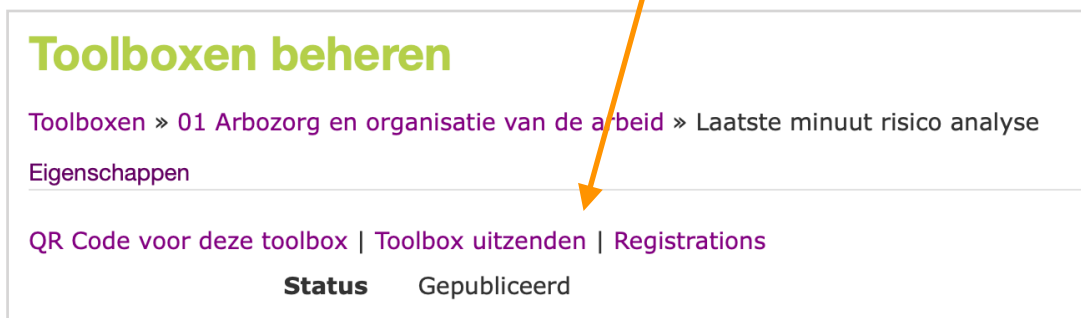 Toolboxen beheren
Toolboxen » 01 Arbozorg en organisatie van de arbeid » Laatste minuut risico analyse
Eigenschappen
QR Code voor deze toolbox | Toolbox uitzenden | Registrations
Status Gepubliceerd